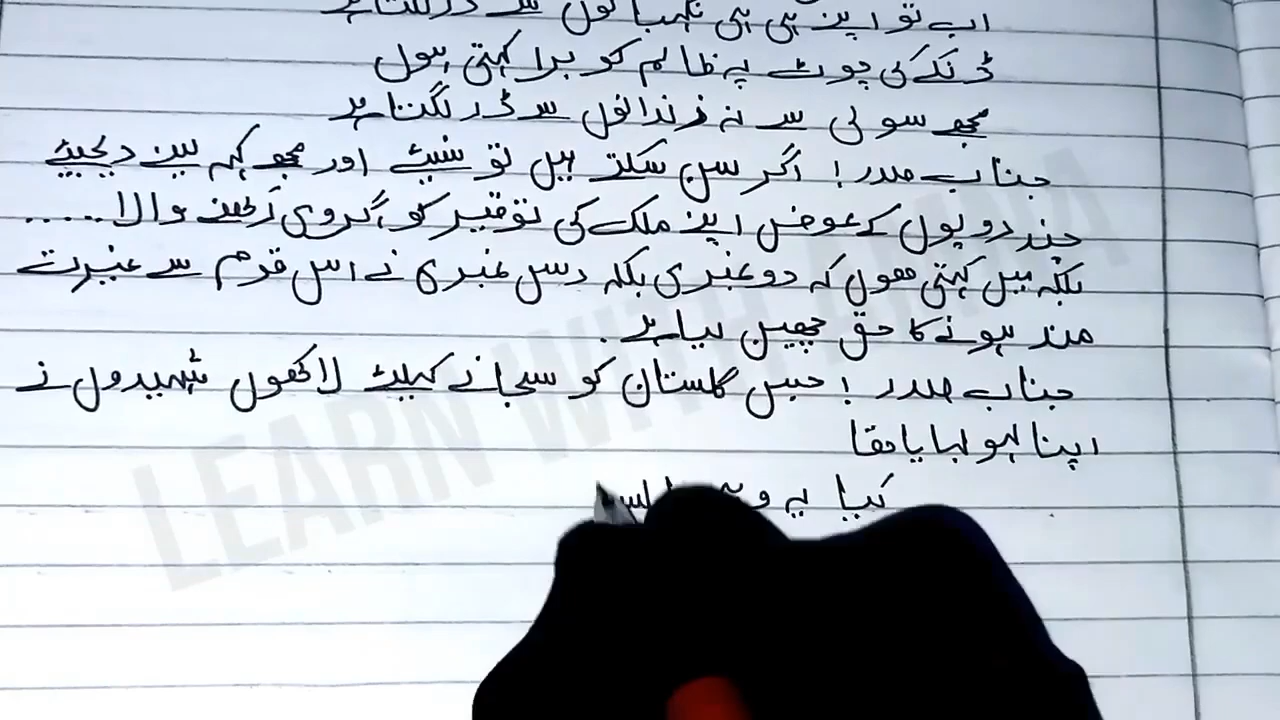 اب تو اپنے ہی نگہبانوں سے ڈر لگتا ہے
ڈنکے کی چوٹ پہ ظالم کو برا کہتی ہوں
مجھے سولی سے نہ زندانوں سے ڈر لگتا ہے
جناب صدر! اگر سن سکتے ہیں تو سنیئے اور مجھے کہہ لینے دیجیئے
چند روپوں کے عوض اپنے ملک کی توقیر کو گروی رکھنے والا.....
بلکہ میں کہتی ہوں کہ دو نمبری بلکہ دس نمبری نے اس قوم سے غیرت
مند ہونے کا حق چھین لیا ہے.
جناب صدر! جس گلستان کو سجانے کیلئے لاکھوں شہیدوں نے
اپنا لہو بہایا تھا
کیا یہ
LEARN WITH